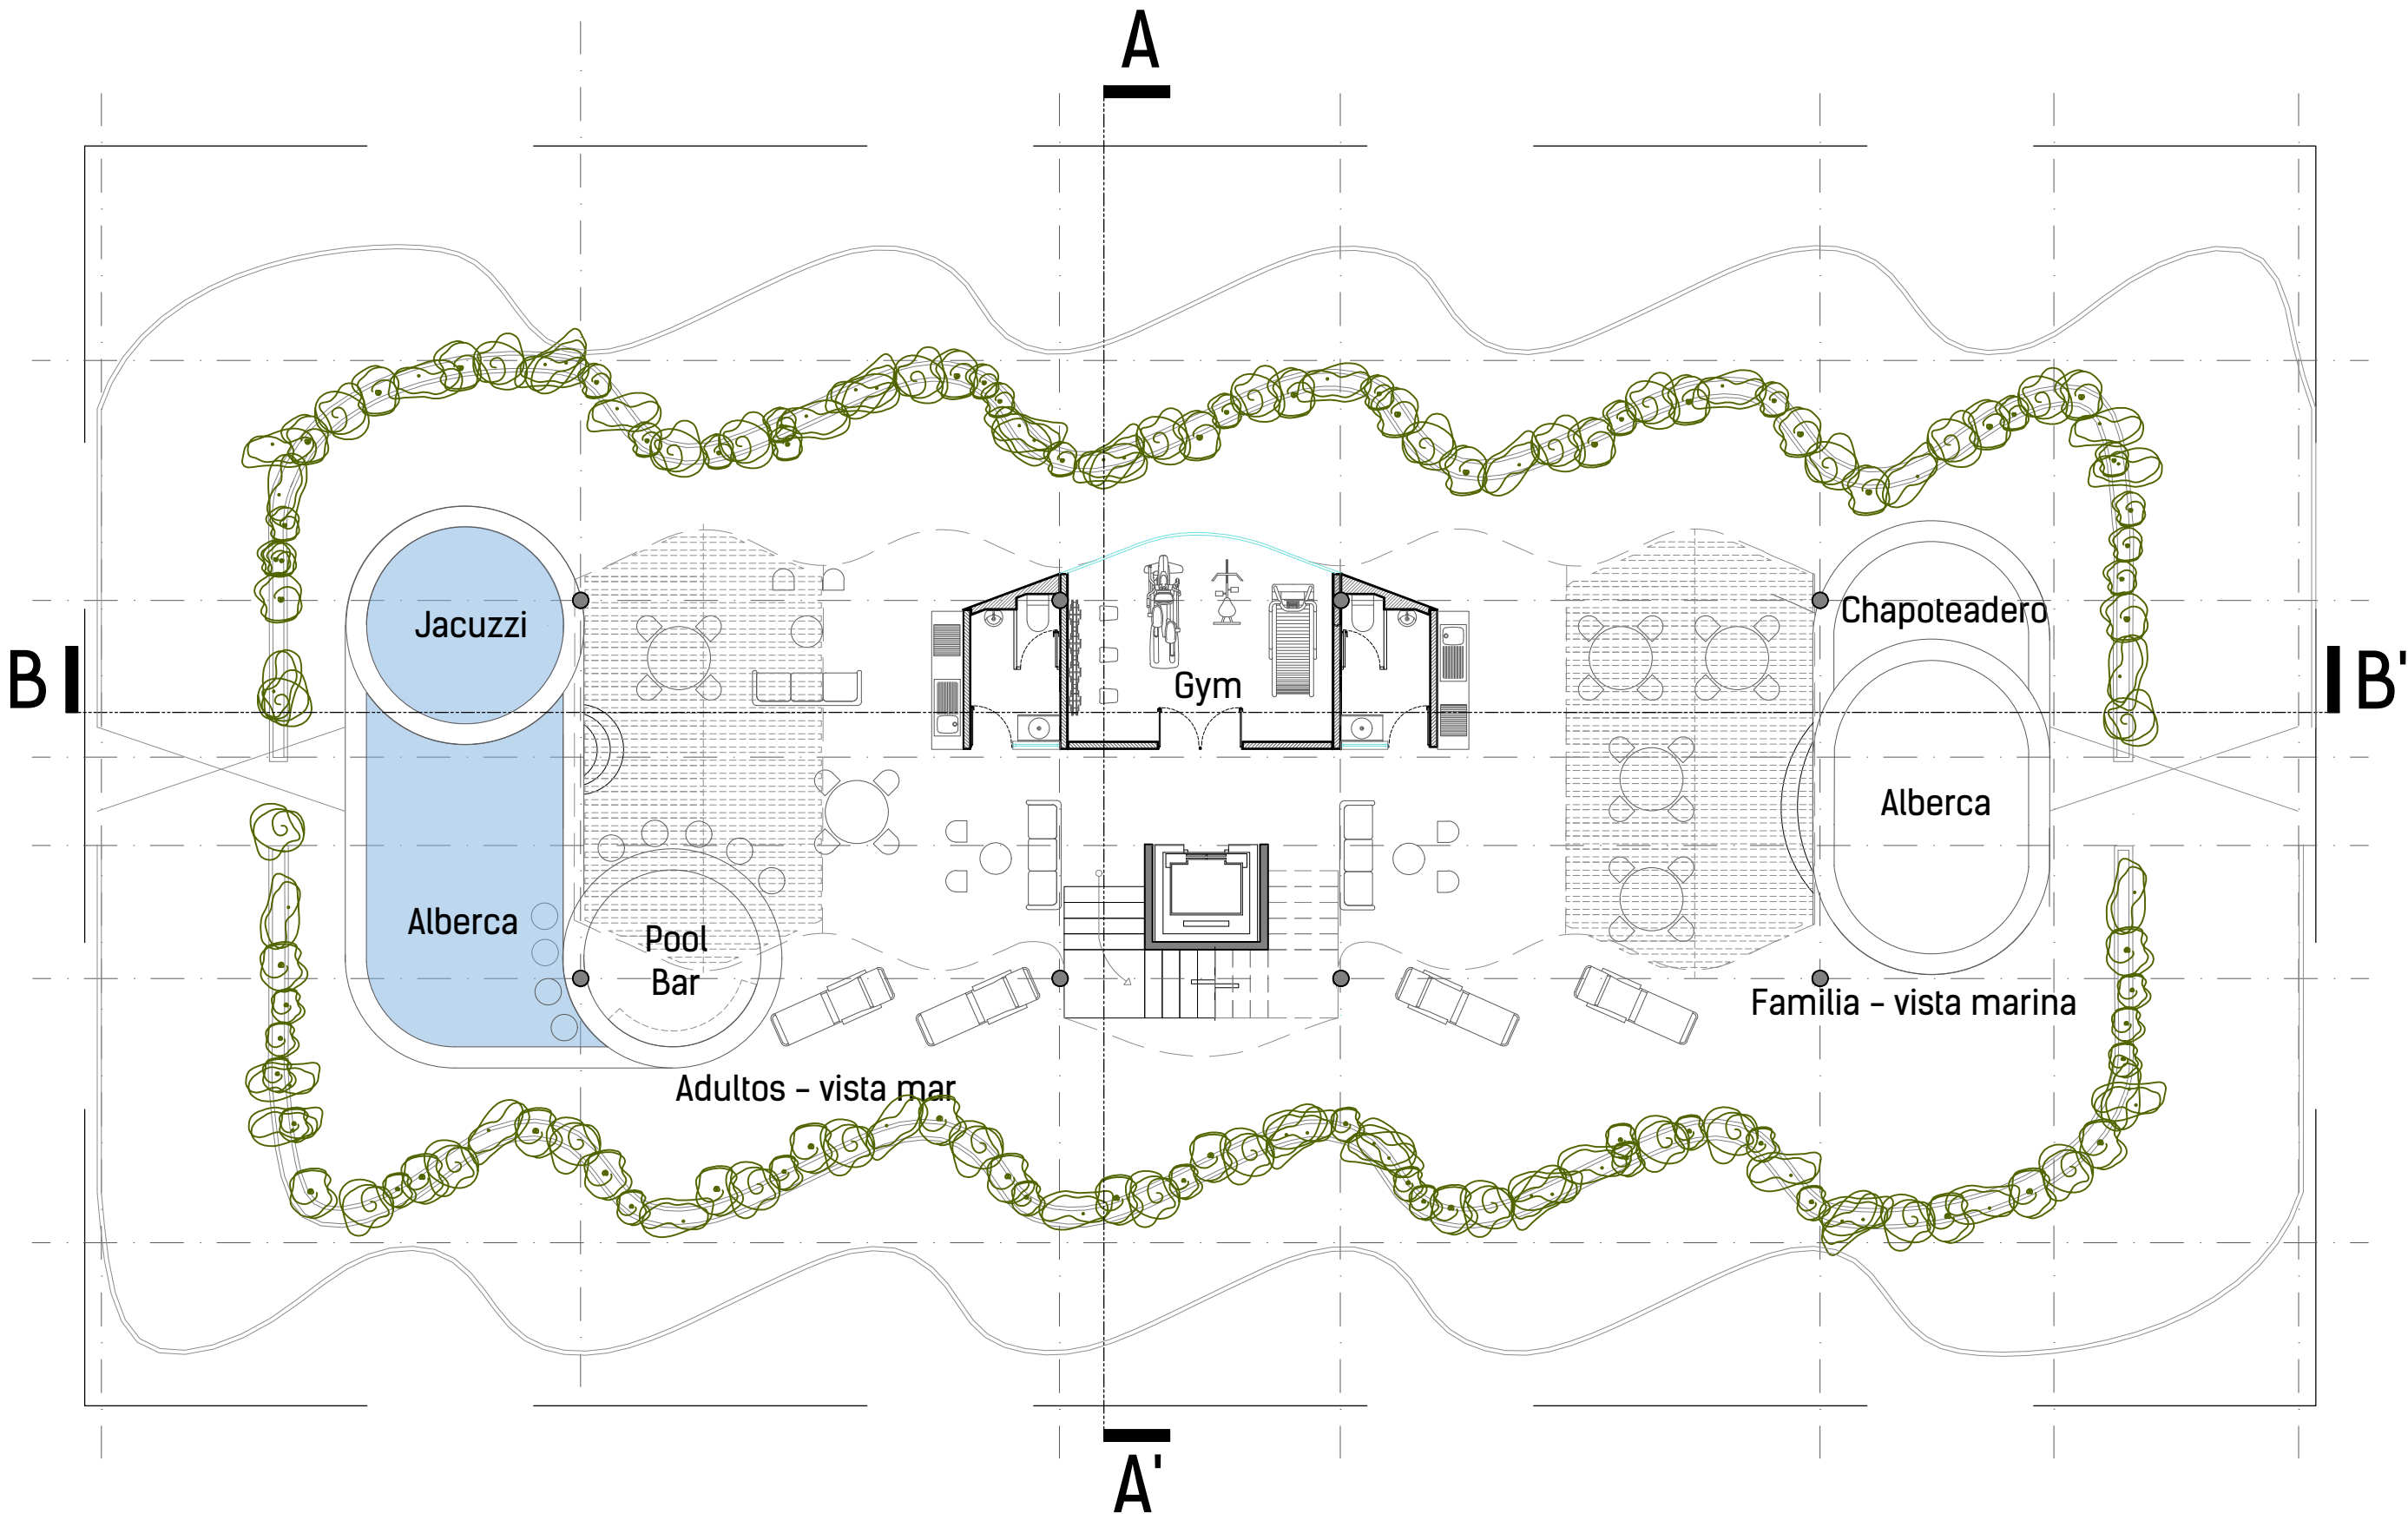 A
Jacuzzi
Chapoteadero
B
Gym
B'
Alberca
Alberca
Pool
Bar
Familia - vista marina
Adultos - vista mar
A'